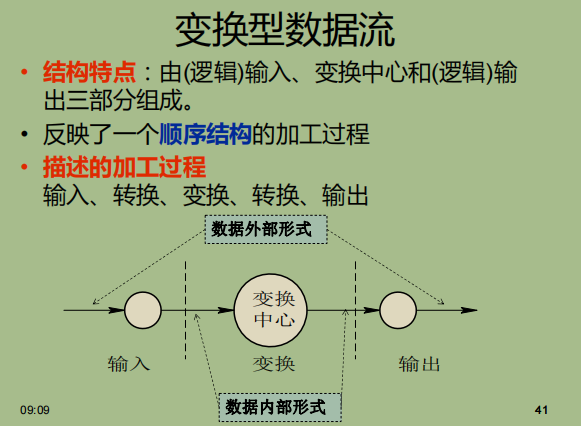 变换型数据流
• 结构特点：由(逻辑)输入、变换中心和(逻辑)输
出三部分组成。
• 反映了一个顺序结构的加工过程
• 描述的加工过程
输入、转换、变换、转换、输出
数据外部形式
变换
中心
输入
变换
输出
数据内部形式
09:09
41